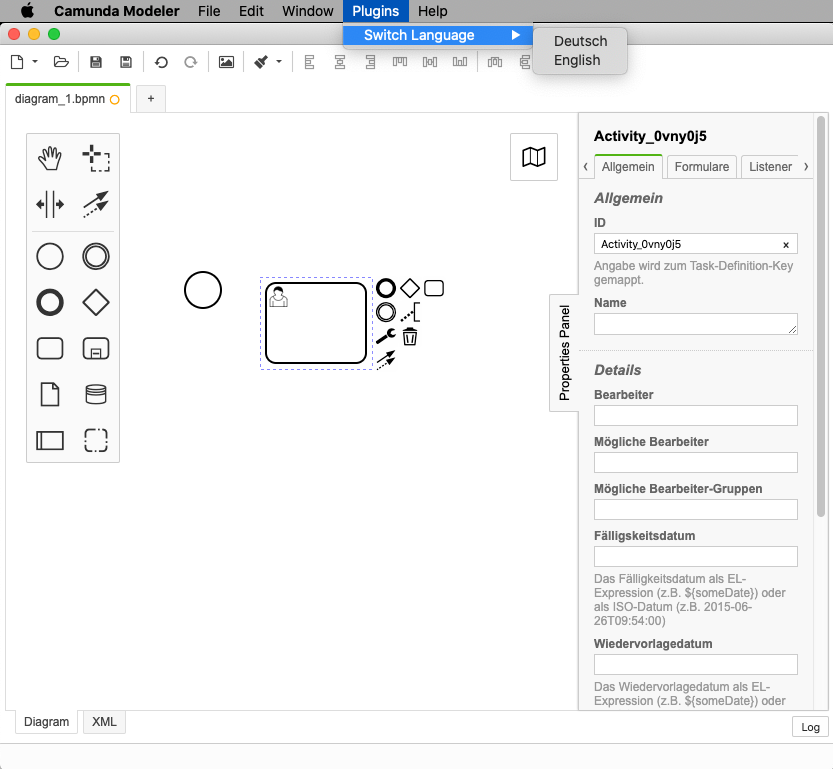 Camunda Modeler File Edit Window Plugins Help
Switch Language
Deutsch
English
diagram_1.bpmn
+
Activity_0vny0j5
Allgemein Formulare Listener
Allgemein
ID
Activity_0vny0j5 x
Angabe wird zum Task-Definition-Key
gemappt.
Name
Properties Panel
Details
Bearbeiter
Mögliche Bearbeiter
Mögliche Bearbeiter-Gruppen
Fälligskeitsdatum
Das Fälligkeitsdatum als EL-
Expression (z.B. ${someDate}) oder
als ISO-Datum (z.B. 2015-06-
26T09:54:00)
Wiedervorlagedatum
Das Wiedervorlagedatum als EL-
Expression (z.B. ${someDate}) oder
Diagram XML
Log